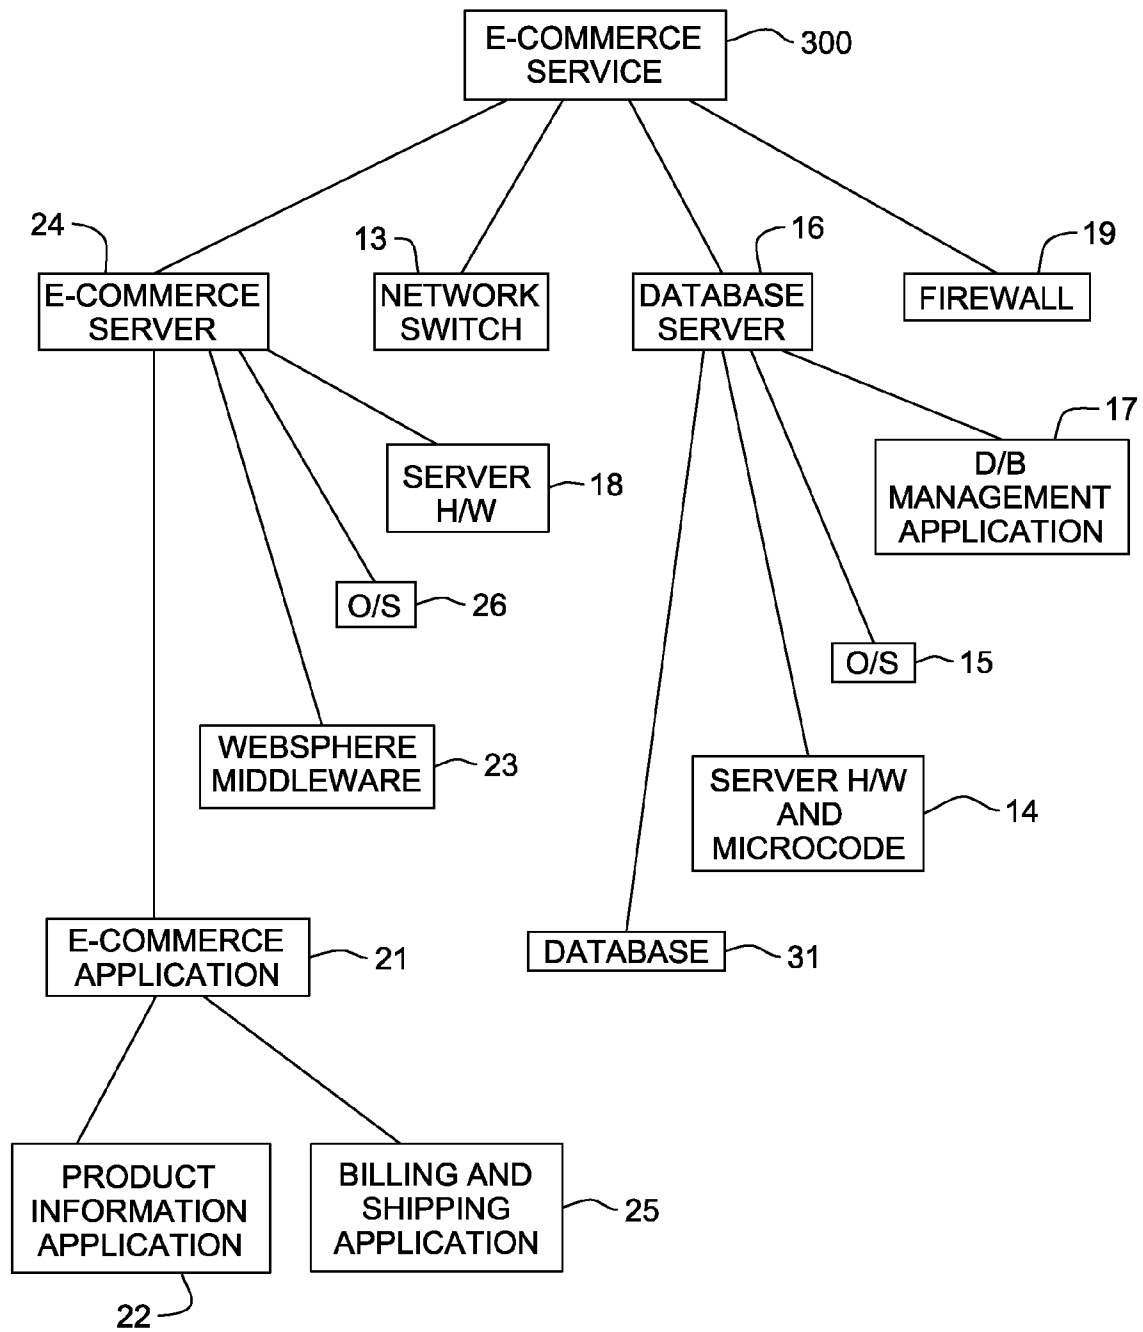 E-COMMERCE
SERVICE
300
24
13
16
19
E-COMMERCE
SERVER
NETWORK
SWITCH
DATABASE
SERVER
FIREWALL
17
D/B
MANAGEMENT
APPLICATION
SERVER
H/W
18
O/S
26
O/S
15
WEBSPHERE
MIDDLEWARE
23
SERVER H/W
AND
MICROCODE
14
E-COMMERCE
APPLICATION
21
DATABASE
31
PRODUCT
INFORMATION
APPLICATION
22
BILLING AND
SHIPPING
APPLICATION
25